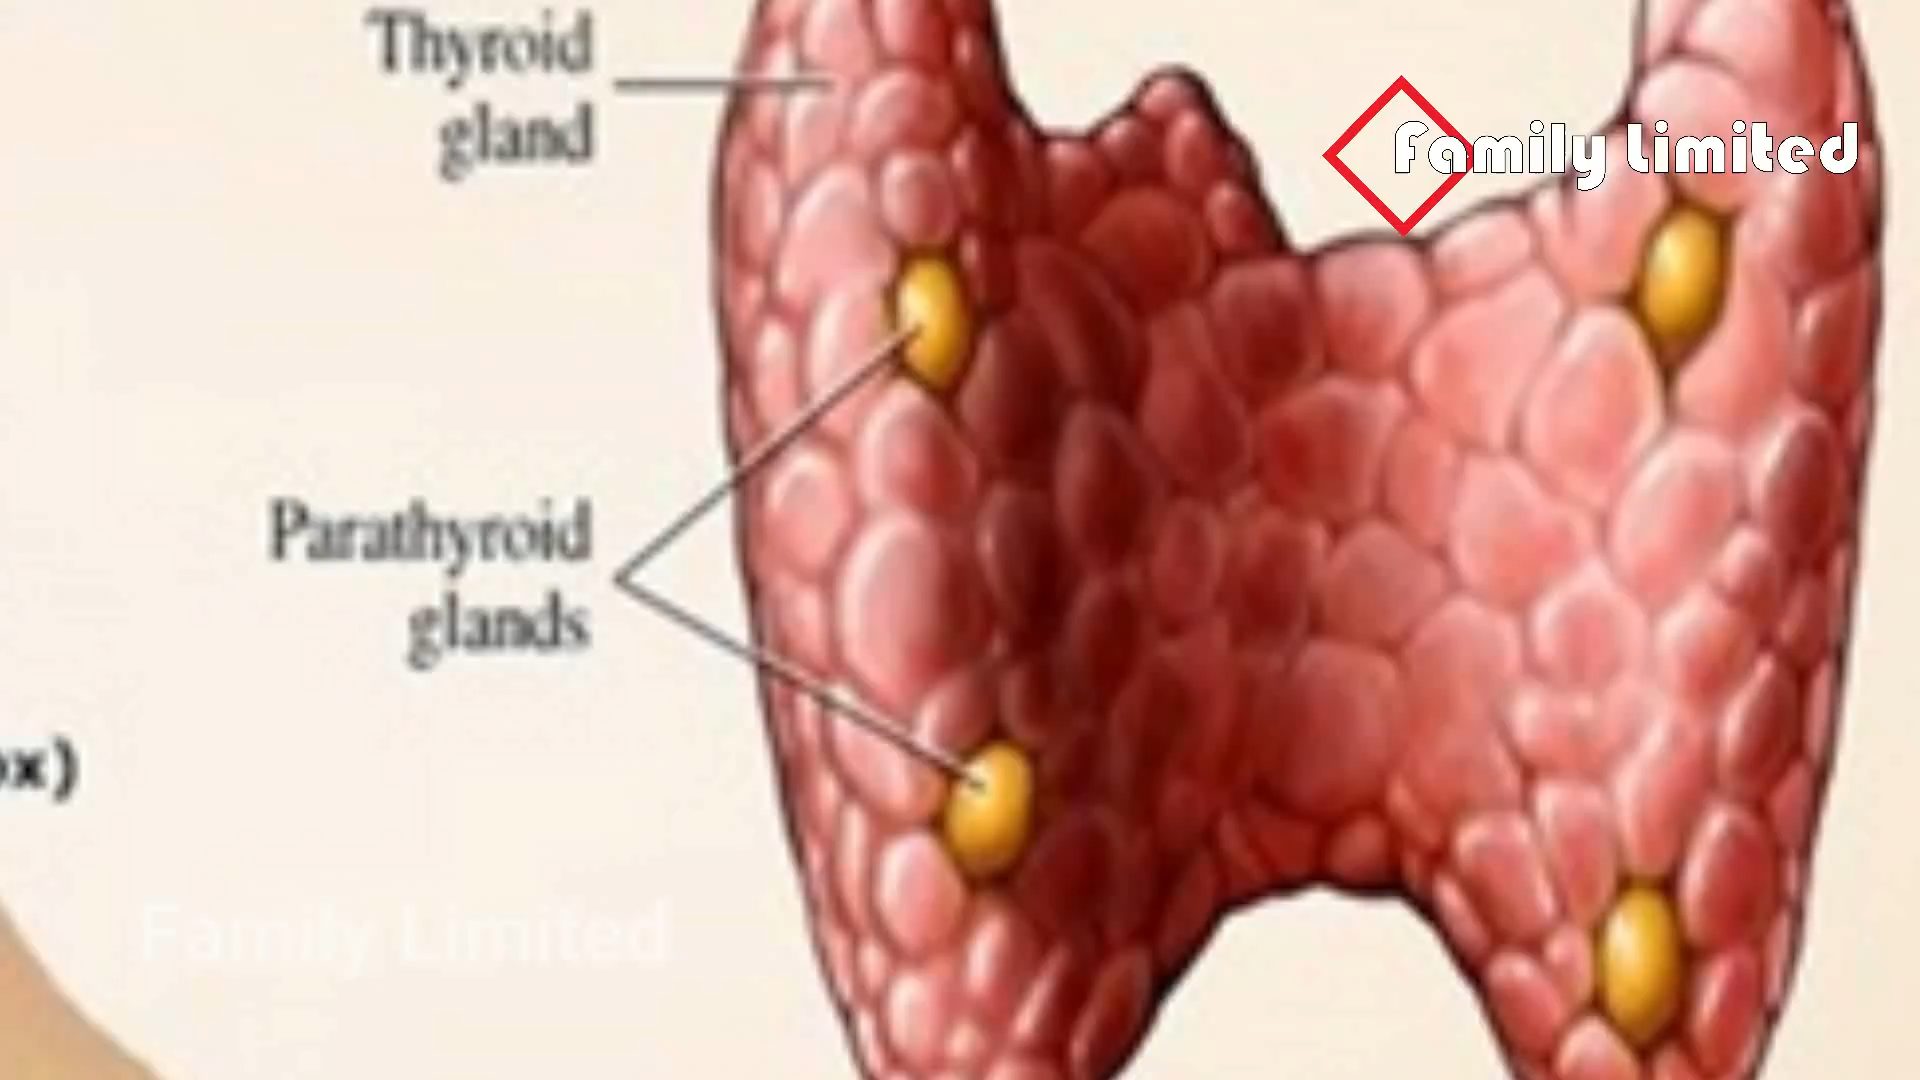 Thyroid
gland
Family Limited
Parathyroid
glands
ox)
Family Limited